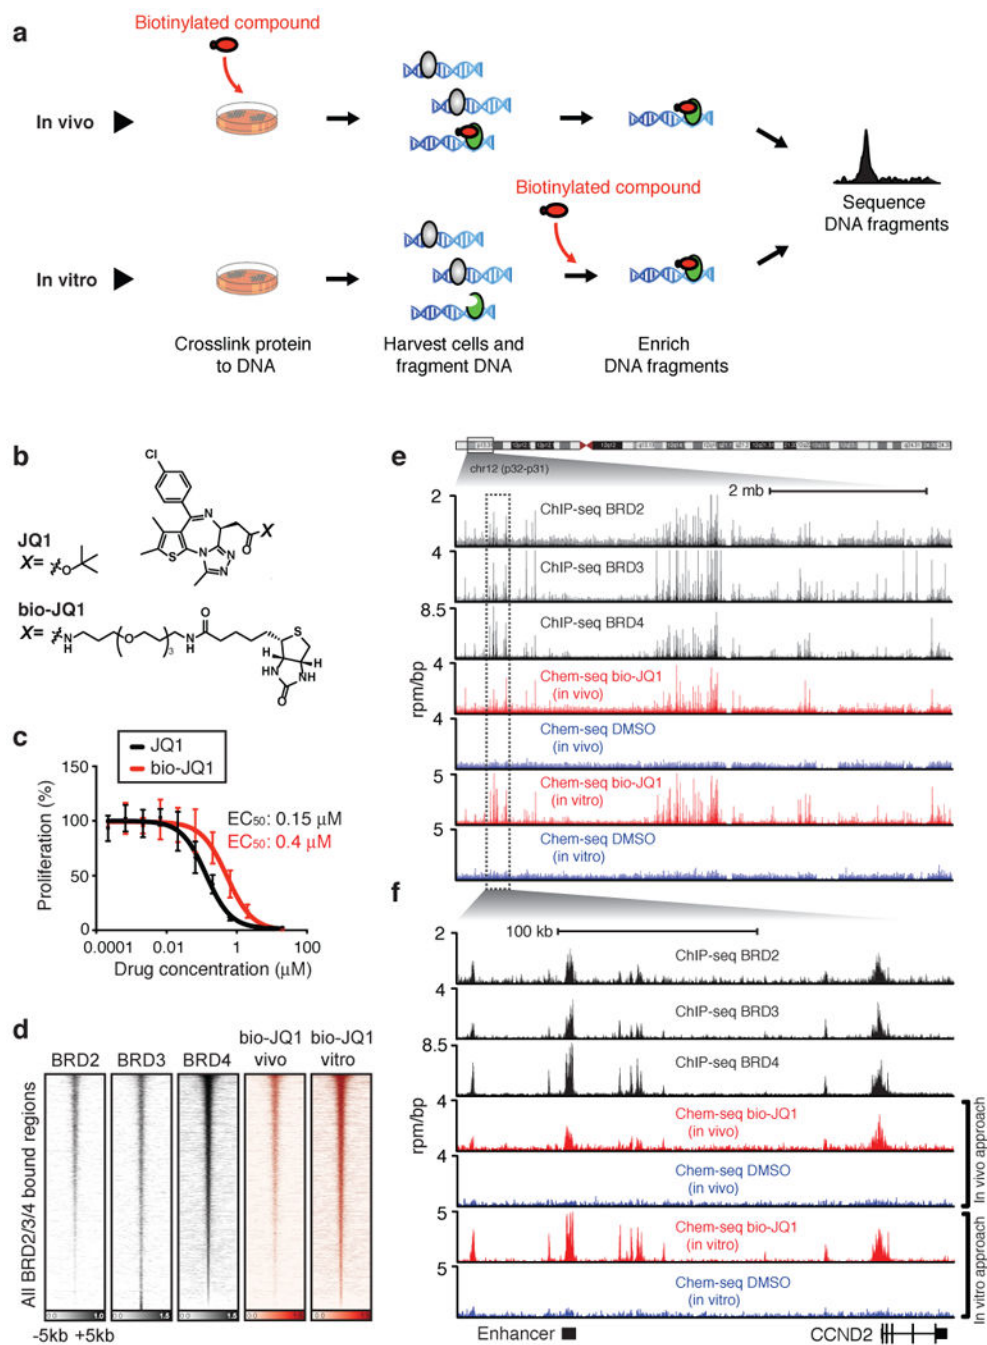 a
Biotinylated compound
In vivo
Biotinylated compound
Sequence
DNA fragments
In vitro
Crosslink protein
to DNA
Harvest cells and
fragment DNA
Enrich
DNA fragments
b
Cl
N
N
N
S
N
N
O
X
JQ1
X=
O
bio-JQ1
X=
N
H
O
3
NH
O
S
H
H
HN
NH
O
c
JQ1
bio-JQ1
Proliferation (%)
150
100
50
0
EC50: 0.15 µM
EC50: 0.4 µM
0.0001
0.01
1
100
Drug concentration (µM)
d
BRD2
BRD3
BRD4
bio-JQ1
vivo
bio-JQ1
vitro
All BRD2/3/4 bound regions
-5kb +5kb
e
chr12 (p32-p31)
2 mb
rpm/bp
2
ChIP-seq BRD2
4
ChIP-seq BRD3
8.5
ChIP-seq BRD4
4
Chem-seq bio-JQ1
(in vivo)
4
Chem-seq DMSO
(in vivo)
5
Chem-seq bio-JQ1
(in vitro)
5
Chem-seq DMSO
(in vitro)
f
100 kb
rpm/bp
2
ChIP-seq BRD2
4
ChIP-seq BRD3
8.5
ChIP-seq BRD4
4
Chem-seq bio-JQ1
(in vivo)
4
Chem-seq DMSO
(in vivo)
In vivo approach
5
Chem-seq bio-JQ1
(in vitro)
5
Chem-seq DMSO
(in vitro)
In vitro approach
Enhancer
CCND2